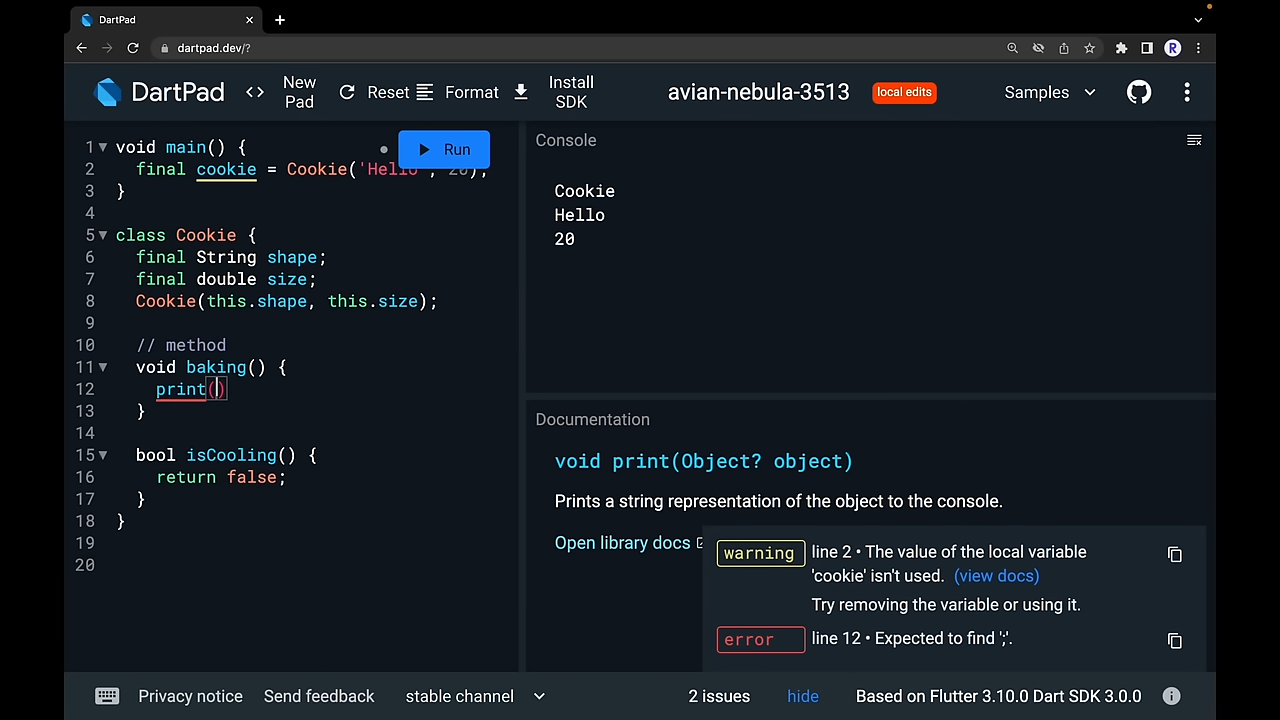 DartPad
dartpad.dev/?
R
DartPad
<> New Pad
Reset
Format
Install SDK
avian-nebula-3513
local edits
Samples
Run
1 void main() {
2 final cookie = Cookie('Hello', 20);
3 }
4
5 class Cookie {
6 final String shape;
7 final double size;
8 Cookie(this.shape, this.size);
9
10 // method
11 void baking() {
12 print()
13 }
14
15 bool isCooling() {
16 return false;
17 }
18 }
19
20
Console
Cookie
Hello
20
Documentation
void print(Object? object)
Prints a string representation of the object to the console.
Open library docs
warning line 2 • The value of the local variable
'cookie' isn't used. (view docs)
Try removing the variable or using it.
error line 12 • Expected to find ';'.
Privacy notice
Send feedback
stable channel
2 issues
hide
Based on Flutter 3.10.0 Dart SDK 3.0.0